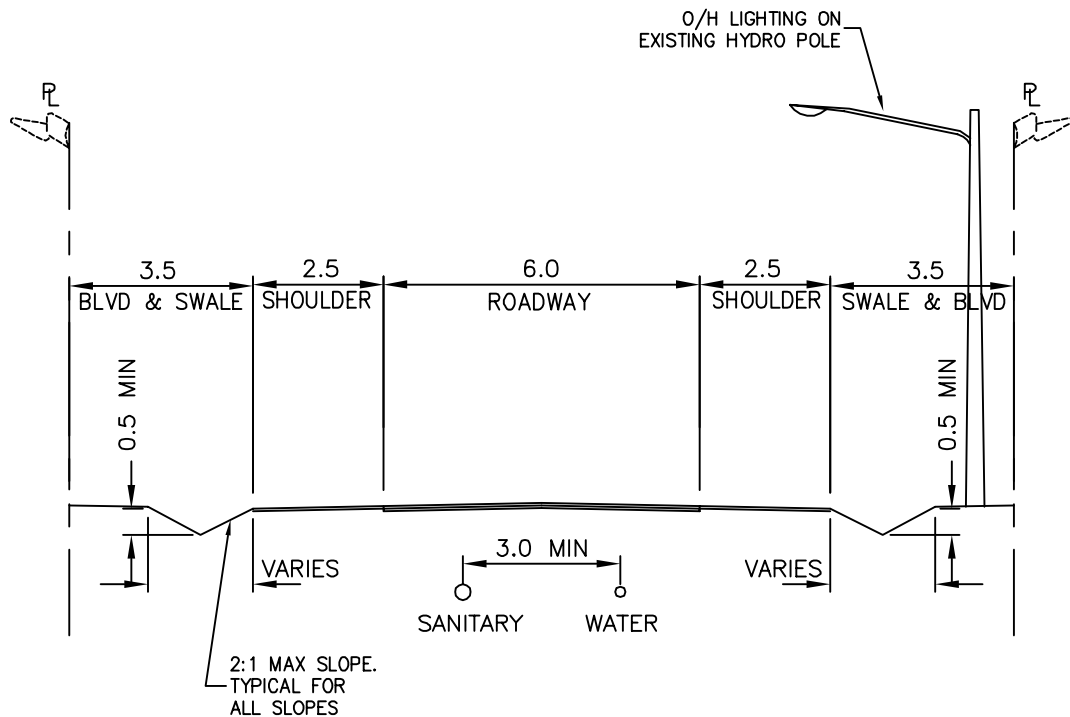 O/H LIGHTING ON
EXISTING HYDRO POLE
PL
PL
3.5
2.5
6.0
2.5
3.5
BLVD & SWALE
SHOULDER
ROADWAY
SHOULDER
SWALE & BLVD
0.5 MIN
0.5 MIN
3.0 MIN
VARIES
VARIES
SANITARY
WATER
2:1 MAX SLOPE.
TYPICAL FOR
ALL SLOPES